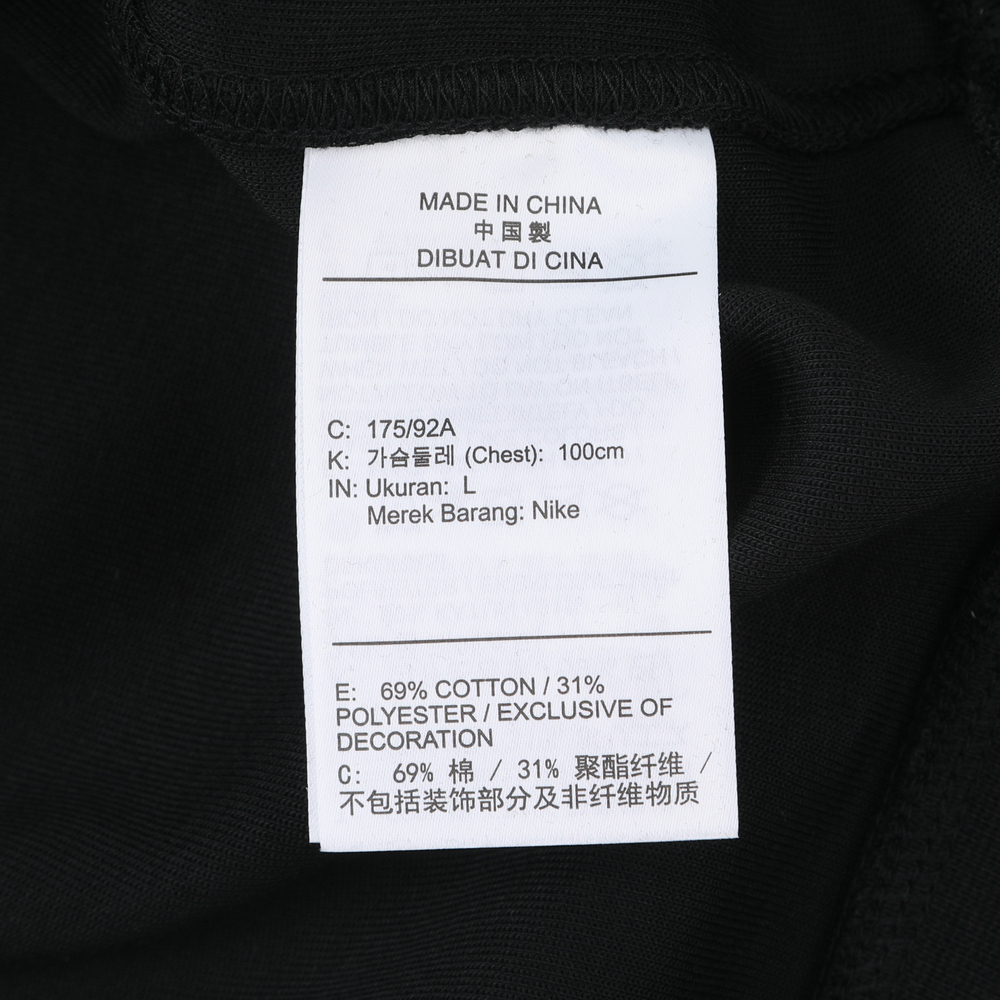 MADE IN CHINA
中国製
DIBUAT DI CINA
C: 175/92A
K: 가슴둘레 (Chest): 100cm
IN: Ukuran: L
Merek Barang: Nike
E: 69% COTTON / 31%
POLYESTER / EXCLUSIVE OF
DECORATION
C: 69% 棉 / 31% 聚酯纤维 /
不包括装饰部分及非纤维物质